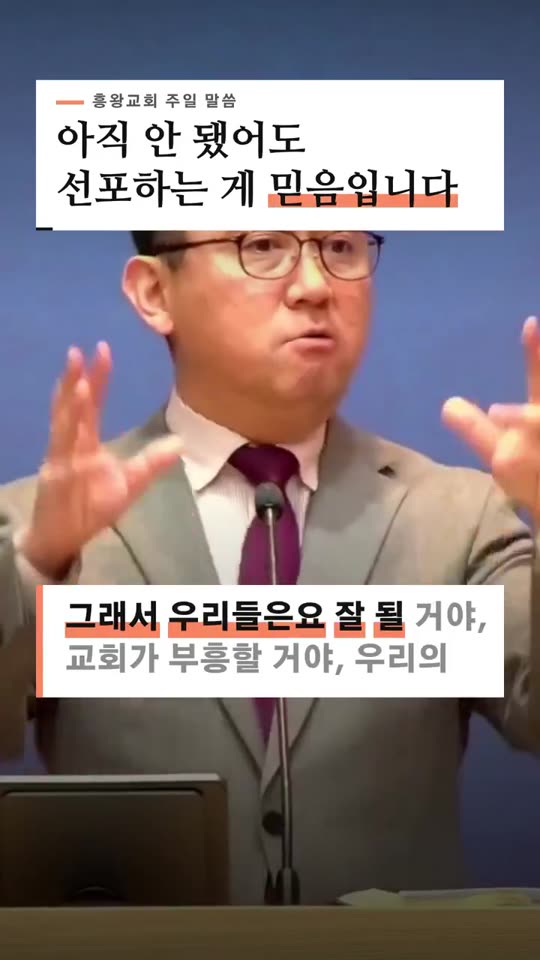 흥왕교회 주일 말씀
아직 안 됐어도
선포하는 게 믿음입니다
그래서 우리들은요 잘 될 거야,
교회가 부흥할 거야, 우리의